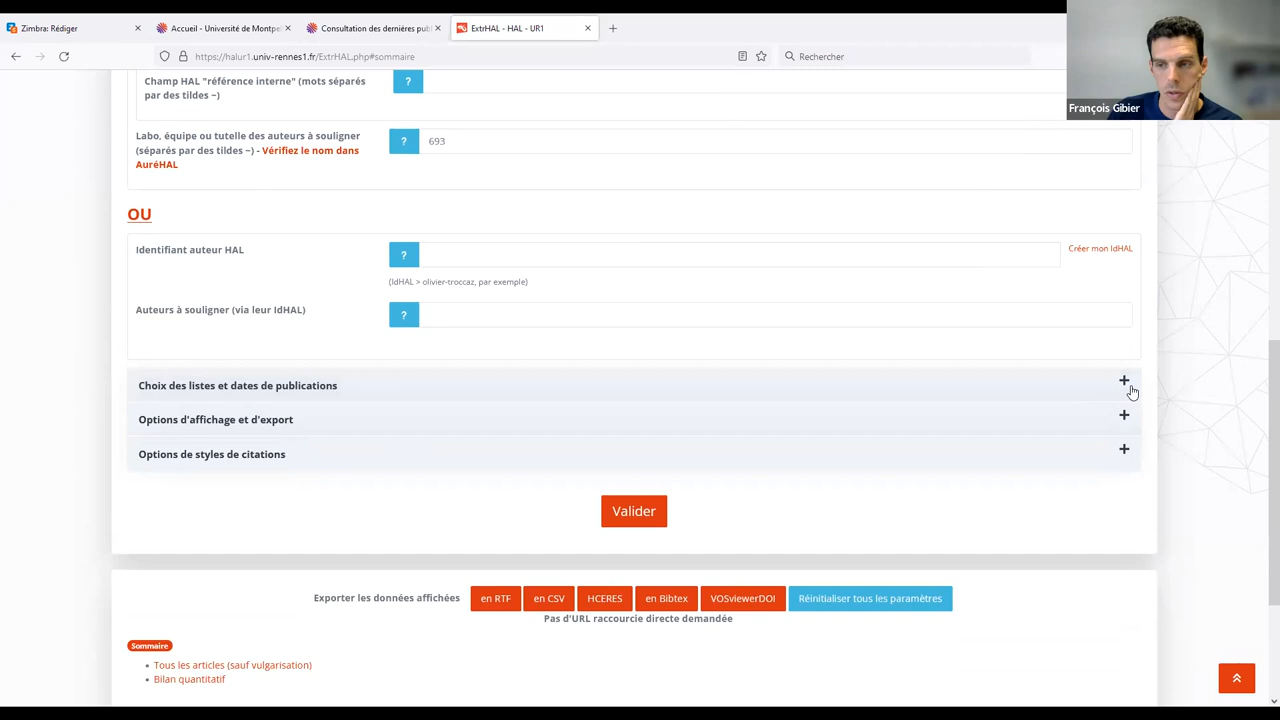 Zimbra: Rédiger
Accueil - Université de Montpel
Consultation des dernières publ
ExtrHAL - HAL - UR1
https://halur1.univ-rennes1.fr/ExtrHAL.php#sommaire
Rechercher
François Gibier
Champ HAL "référence interne" (mots séparés
par des tildes ~)
?
Labo, équipe ou tutelle des auteurs à souligner
(séparés par des tildes ~) - Vérifiez le nom dans
AuréHAL
?
693
OU
Identifiant auteur HAL
?
Créer mon IdHAL
(IdHAL > olivier-troccaz, par exemple)
Auteurs à souligner (via leur IdHAL)
?
Choix des listes et dates de publications
Options d'affichage et d'export
Options de styles de citations
Valider
Exporter les données affichées en RTF en CSV HCERES en Bibtex VOSviewerDOI Réinitialiser tous les paramètres
Pas d'URL raccourcie directe demandée
Sommaire
• Tous les articles (sauf vulgarisation)
• Bilan quantitatif